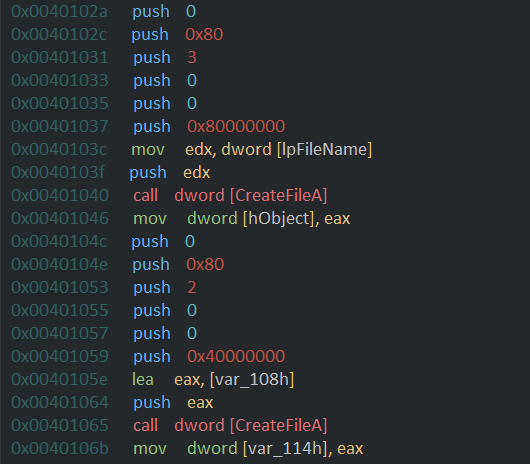 0x0040102a push 0
0x0040102c push 0x80
0x00401031 push 3
0x00401033 push 0
0x00401035 push 0
0x00401037 push 0x80000000
0x0040103c mov edx, dword [lpFileName]
0x0040103f push edx
0x00401040 call dword [CreateFileA]
0x00401046 mov dword [hObject], eax
0x0040104c push 0
0x0040104e push 0x80
0x00401053 push 2
0x00401055 push 0
0x00401057 push 0
0x00401059 push 0x40000000
0x0040105e lea eax, [var_108h]
0x00401064 push eax
0x00401065 call dword [CreateFileA]
0x0040106b mov dword [var_114h], eax